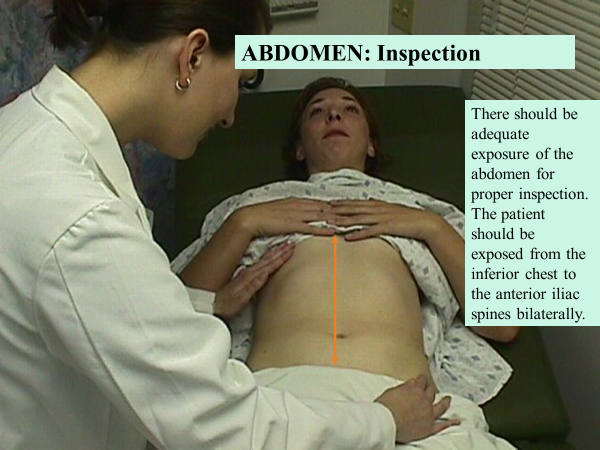 ABDOMEN: Inspection
There should be
adequate
exposure of the
abdomen for
proper inspection.
The patient
should be
exposed from the
inferior chest to
the anterior iliac
spines bilaterally.